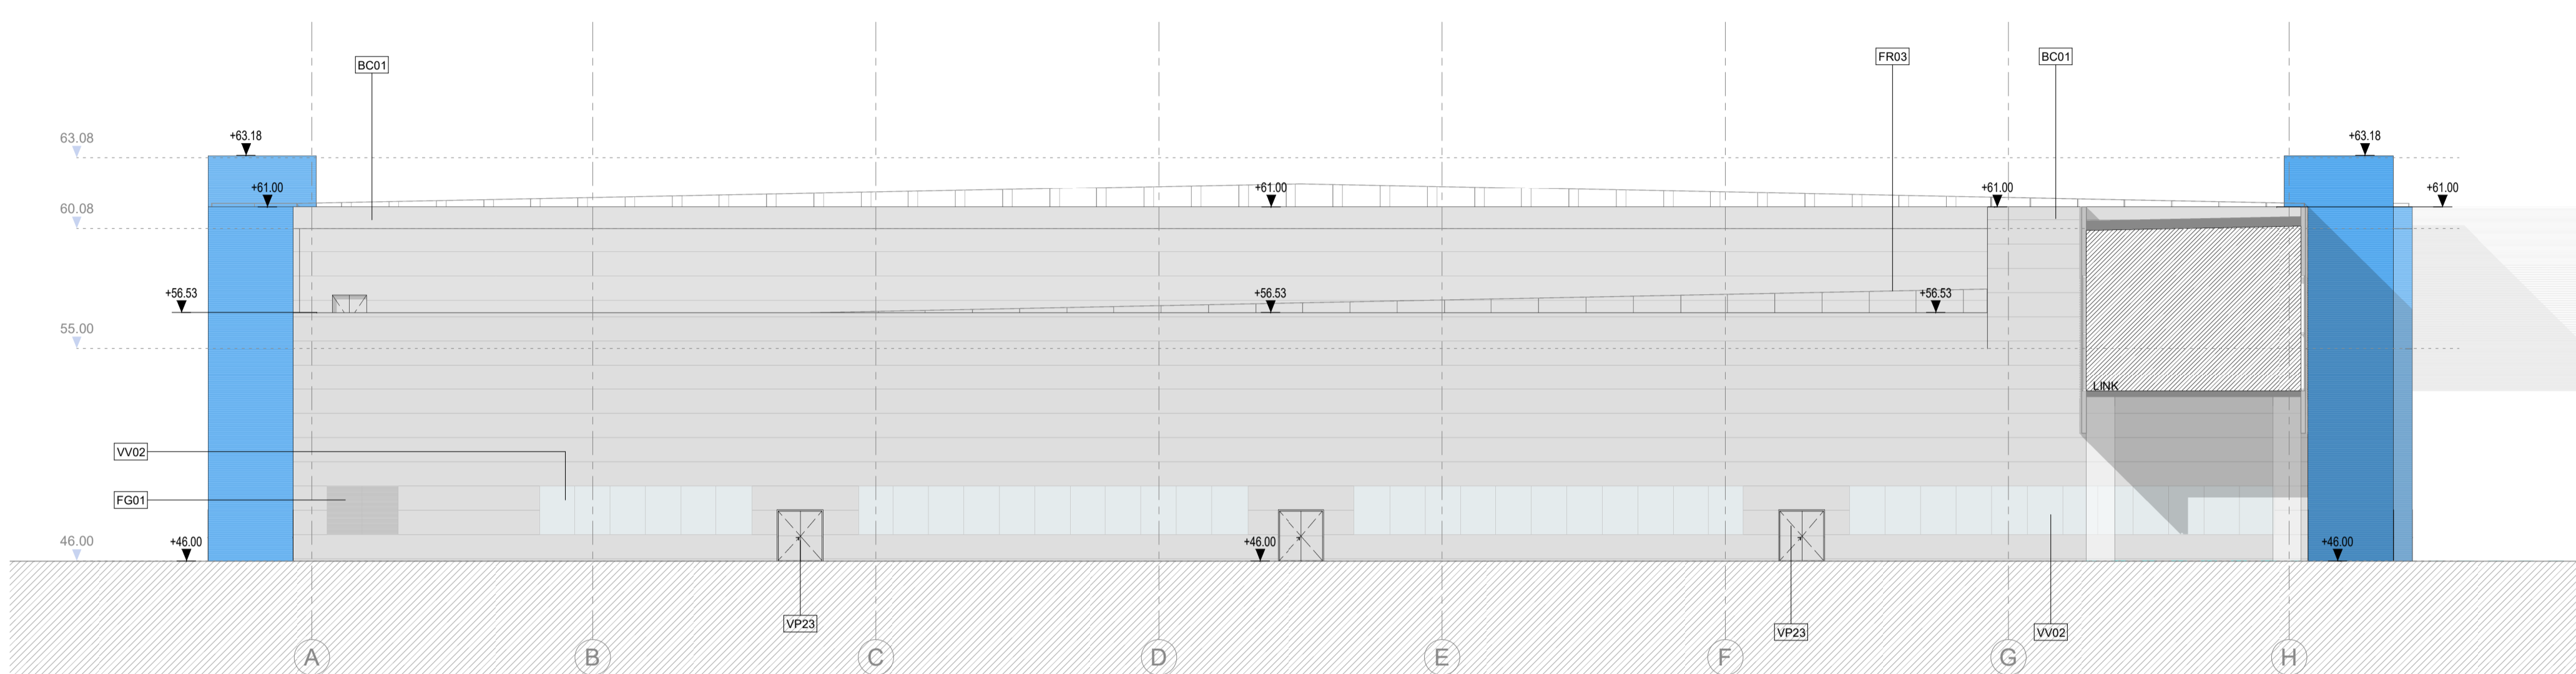 BC01
FR03
BC01
63.08
+63.18
+63.18
60.08
+61.00
+61.00
+61.00
+61.00
+56.53
+56.53
+56.53
55.00
LINK
VV02
FG01
46.00
+46.00
+46.00
+46.00
VP23
VP23
VV02
A
B
C
D
E
F
G
H